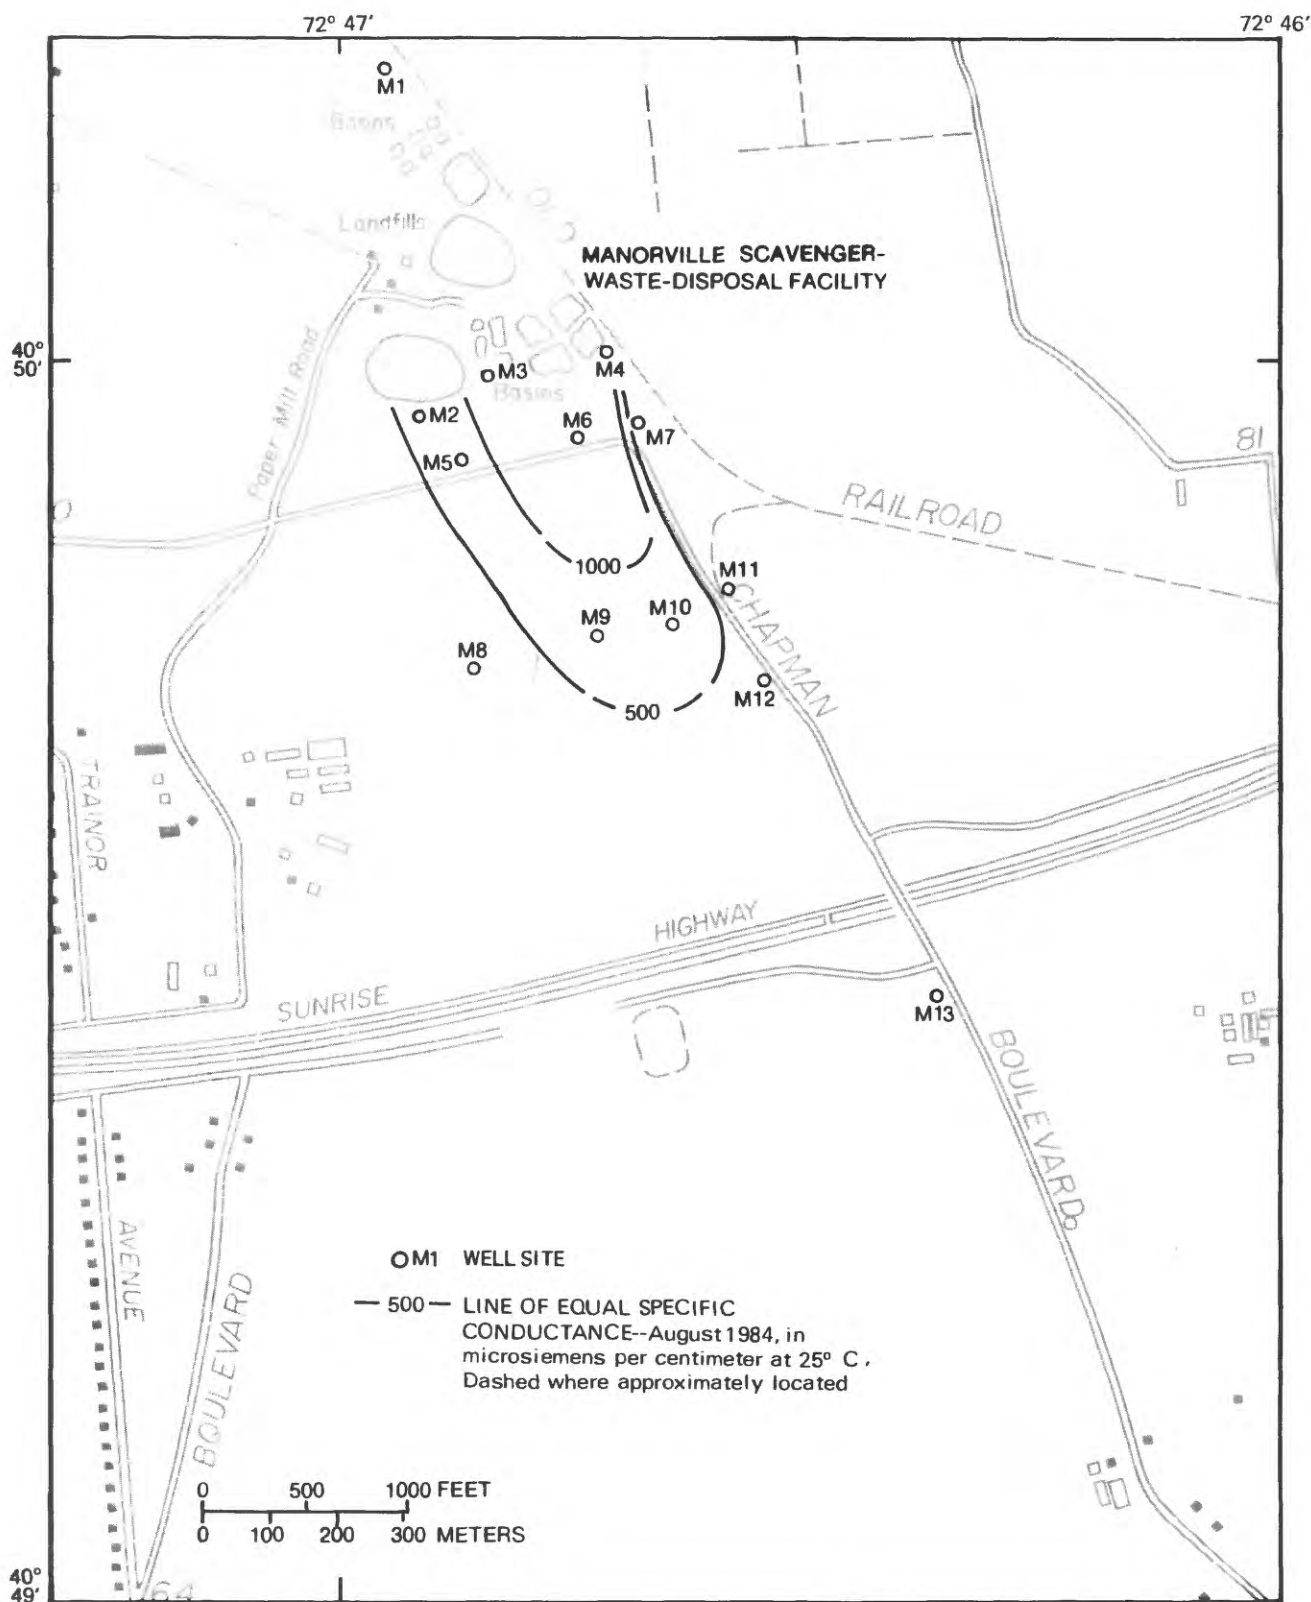 72° 47'
72° 46'
M1
Basins
Landfills
MANORVILLE SCAVENGER-
WASTE-DISPOSAL FACILITY
40°
50'
Paper Mill Road
M3
M4
Basins
M2
M6
M7
M5
81
RAILROAD
1000
M11
M9
M10
CHAPMAN
M8
M12
500
TRAINOR
HIGHWAY
SUNRISE
M13
BOULEVARD
AVENUE
BOULEVARD
M1 WELL SITE
500 LINE OF EQUAL SPECIFIC
CONDUCTANCE--August 1984, in
microsiemens per centimeter at 25° C.
Dashed where approximately located
0 500 1000 FEET
0 100 200 300 METERS
40°
49'
64